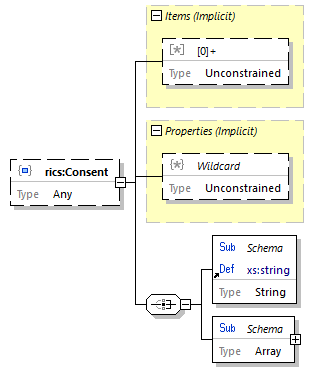 Items (Implicit)
[*] [0]+
Type Unconstrained
Properties (Implicit)
{*} Wildcard
Type Unconstrained
rics:Consent
Type Any
Sub Schema
Def xs:string
Type String
Sub Schema
Type Array